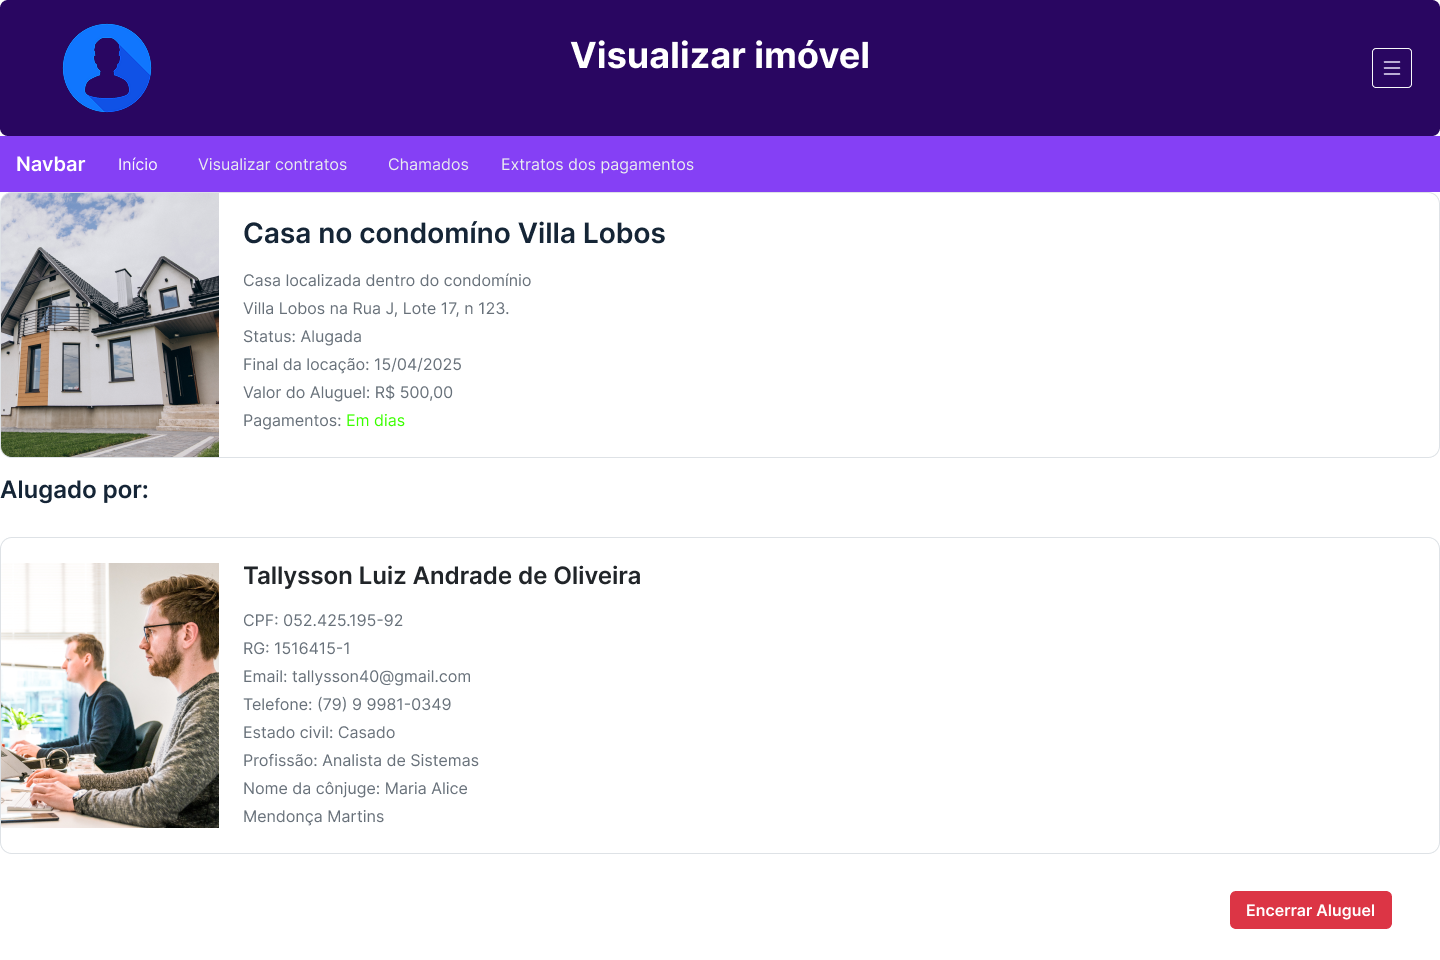 Visualizar imóvel
Navbar Início Visualizar contratos Chamados Extratos dos pagamentos
Casa no condomíno Villa Lobos
Casa localizada dentro do condomínio
Villa Lobos na Rua J, Lote 17, n 123.
Status: Alugada
Final da locação: 15/04/2025
Valor do Aluguel: R$ 500,00
Pagamentos: Em dias
Alugado por:
Tallysson Luiz Andrade de Oliveira
CPF: 052.425.195-92
RG: 1516415-1
Email: tallysson40@gmail.com
Telefone: (79) 9 9981-0349
Estado civil: Casado
Profissão: Analista de Sistemas
Nome da cônjuge: Maria Alice
Mendonça Martins
Encerrar Aluguel